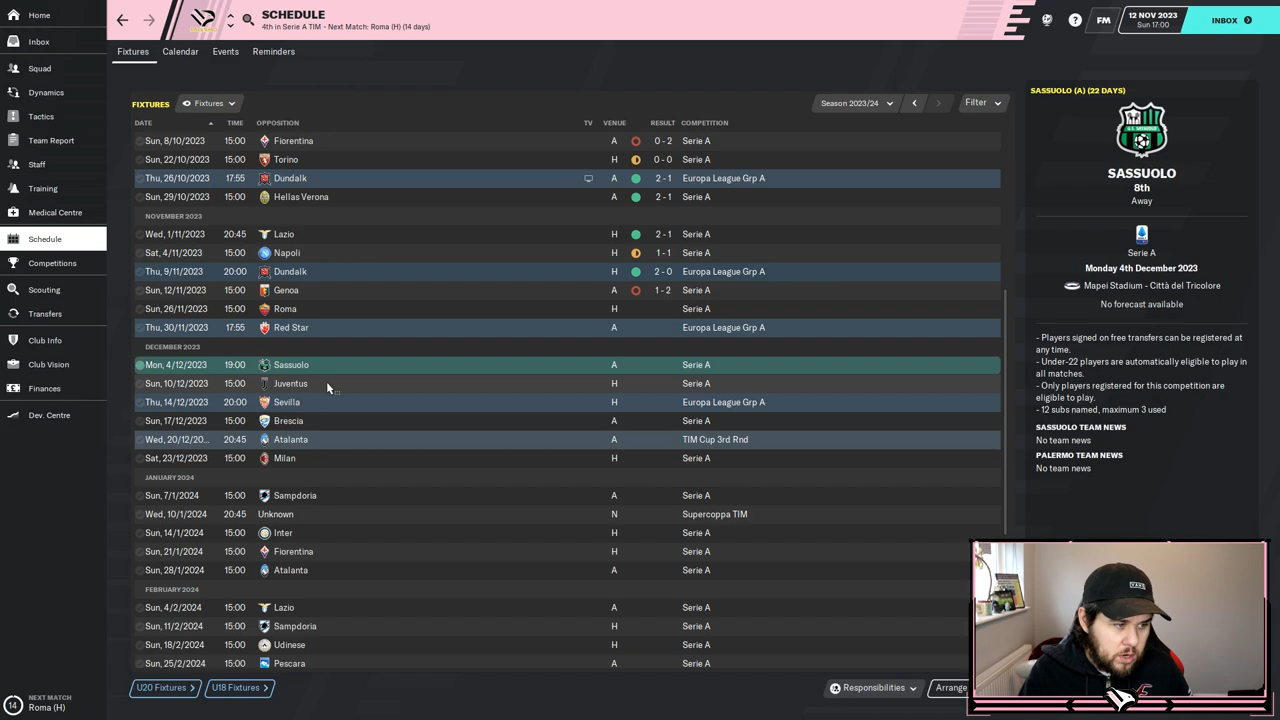 Home
Inbox
Squad
Dynamics
Tactics
Team Report
Staff
Training
Medical Centre
Schedule
Competitions
Scouting
Transfers
Club Info
Club Vision
Finances
Dev. Centre
14
NEXT MATCH
Roma (H)
SCHEDULE
4th in Serie A TIM - Next Match: Roma (H) (14 days)
?
FM
12 NOV 2023
Sun 17:00
INBOX
Fixtures Calendar Events Reminders
FIXTURES Fixtures Season 2023/24 Filter
DATE TIME OPPOSITION TV VENUE RESULT COMPETITION
Sun, 8/10/2023 15:00 Fiorentina A 0 - 2 Serie A
Sun, 22/10/2023 15:00 Torino H 0 - 0 Serie A
Thu, 26/10/2023 17:55 Dundalk A 2 - 1 Europa League Grp A
Sun, 29/10/2023 15:00 Hellas Verona A 2 - 1 Serie A
NOVEMBER 2023
Wed, 1/11/2023 20:45 Lazio H 2 - 1 Serie A
Sat, 4/11/2023 15:00 Napoli H 1 - 1 Serie A
Thu, 9/11/2023 20:00 Dundalk H 2 - 0 Europa League Grp A
Sun, 12/11/2023 15:00 Genoa A 1 - 2 Serie A
Sun, 26/11/2023 15:00 Roma H Serie A
Thu, 30/11/2023 17:55 Red Star A Europa League Grp A
DECEMBER 2023
Mon, 4/12/2023 19:00 Sassuolo A Serie A
Sun, 10/12/2023 15:00 Juventus H Serie A
Thu, 14/12/2023 20:00 Sevilla H Europa League Grp A
Sun, 17/12/2023 15:00 Brescia A Serie A
Wed, 20/12/20... 20:45 Atalanta A TIM Cup 3rd Rnd
Sat, 23/12/2023 15:00 Milan H Serie A
JANUARY 2024
Sun, 7/1/2024 15:00 Sampdoria A Serie A
Wed, 10/1/2024 20:45 Unknown N Supercoppa TIM
Sun, 14/1/2024 15:00 Inter H Serie A
Sun, 21/1/2024 15:00 Fiorentina H Serie A
Sun, 28/1/2024 15:00 Atalanta A Serie A
FEBRUARY 2024
Sun, 4/2/2024 15:00 Lazio A Serie A
Sun, 11/2/2024 15:00 Sampdoria H Serie A
Sun, 18/2/2024 15:00 Udinese H Serie A
Sun, 25/2/2024 15:00 Pescara A Serie A
U20 Fixtures U18 Fixtures Responsibilities Arrange
SASSUOLO (A) (22 DAYS)
SASSUOLO
8th
Away
Serie A
Monday 4th December 2023
Mapei Stadium - Città del Tricolore
No forecast available
- Players signed on free transfers can be registered at
any time.
- Under-22 players are automatically eligible to play in
all matches.
- Only players registered for this competition are
eligible to play.
- 12 subs named, maximum 3 used
SASSUOLO TEAM NEWS
No team news
PALERMO TEAM NEWS
No team news
VANS